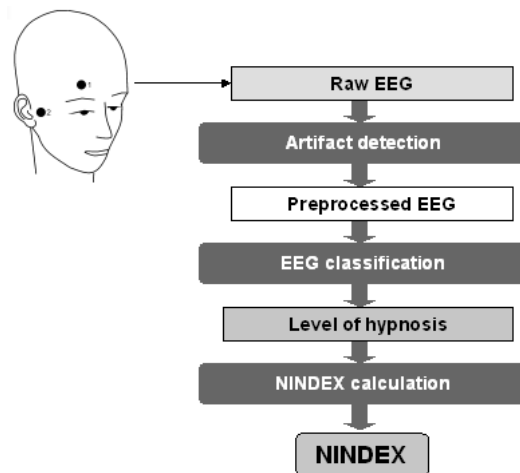 1
2
Raw EEG
Artifact detection
Preprocessed EEG
EEG classification
Level of hypnosis
NINDEX calculation
NINDEX